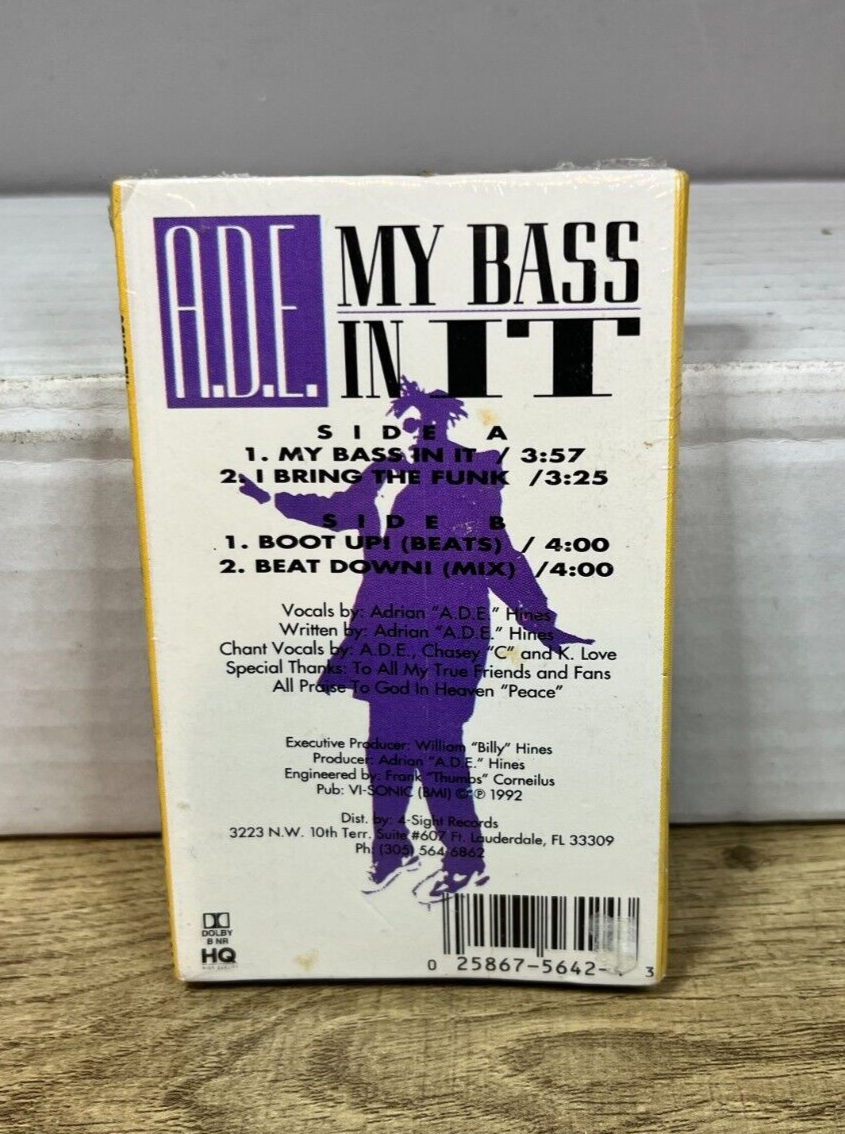 A.D.E.
MY BASS
IN IT
SIDE A
1. MY BASS IN IT / 3:57
2. I BRING THE FUNK /3:25
SIDE B
1. BOOT UP! (BEATS) / 4:00
2. BEAT DOWN! (MIX) /4:00
Vocals by: Adrian "A.D.E." Hines
Written by: Adrian "A.D.E." Hines
Chant Vocals by: A.D.E., Chasey "C" and K. Love
Special Thanks: To All My True Friends and Fans
All Praise To God In Heaven "Peace"
Executive Producer: William "Billy" Hines
Producer: Adrian "A.D.E." Hines
Engineered by: Frank "Thumbs" Corneilus
Pub: VI-SONIC (BMI) © ℗ 1992
Dist. by: 4-Sight Records
3223 N.W. 10th Terr. Suite #607 Ft. Lauderdale, FL 33309
Ph: (305) 564-6862
DOLBY
B NR
HQ
HIGH QUALITY
0 25867-5642-4 3